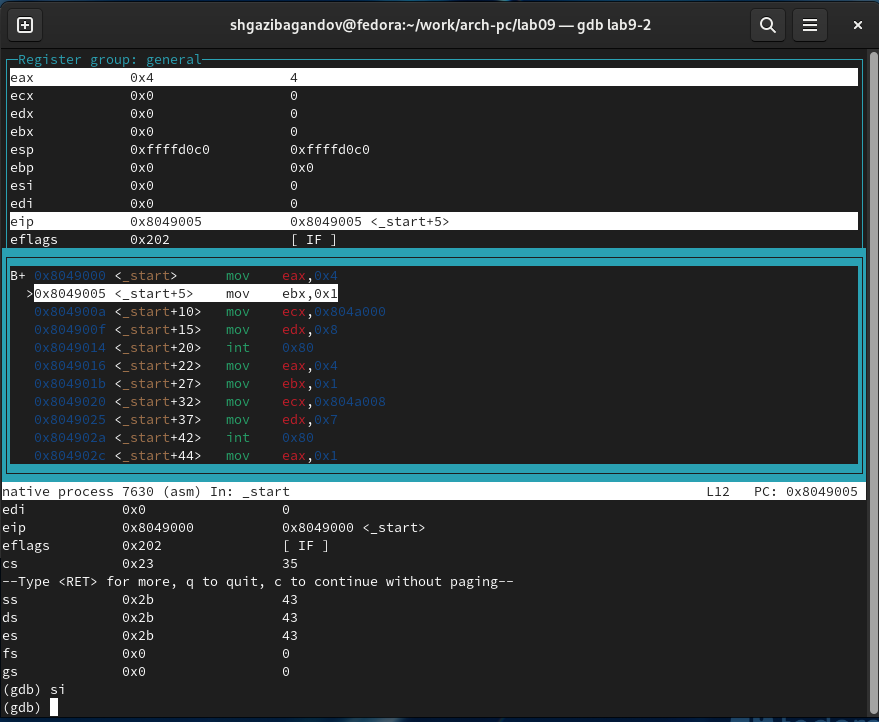 shgazibagandov@fedora:~/work/arch-pc/lab09 — gdb lab9-2
Register group: general
eax 0x4 4
ecx 0x0 0
edx 0x0 0
ebx 0x0 0
esp 0xffffd0c0 0xffffd0c0
ebp 0x0 0x0
esi 0x0 0
edi 0x0 0
eip 0x8049005 0x8049005 <_start+5>
eflags 0x202 [ IF ]
B+ 0x8049000 <_start> mov eax,0x4
>0x8049005 <_start+5> mov ebx,0x1
0x804900a <_start+10> mov ecx,0x804a000
0x804900f <_start+15> mov edx,0x8
0x8049014 <_start+20> int 0x80
0x8049016 <_start+22> mov eax,0x4
0x804901b <_start+27> mov ebx,0x1
0x8049020 <_start+32> mov ecx,0x804a008
0x8049025 <_start+37> mov edx,0x7
0x804902a <_start+42> int 0x80
0x804902c <_start+44> mov eax,0x1
native process 7630 (asm) In: _start L12 PC: 0x8049005
edi 0x0 0
eip 0x8049000 0x8049000 <_start>
eflags 0x202 [ IF ]
cs 0x23 35
--Type <RET> for more, q to quit, c to continue without paging--
ss 0x2b 43
ds 0x2b 43
es 0x2b 43
fs 0x0 0
gs 0x0 0
(gdb) si
(gdb)